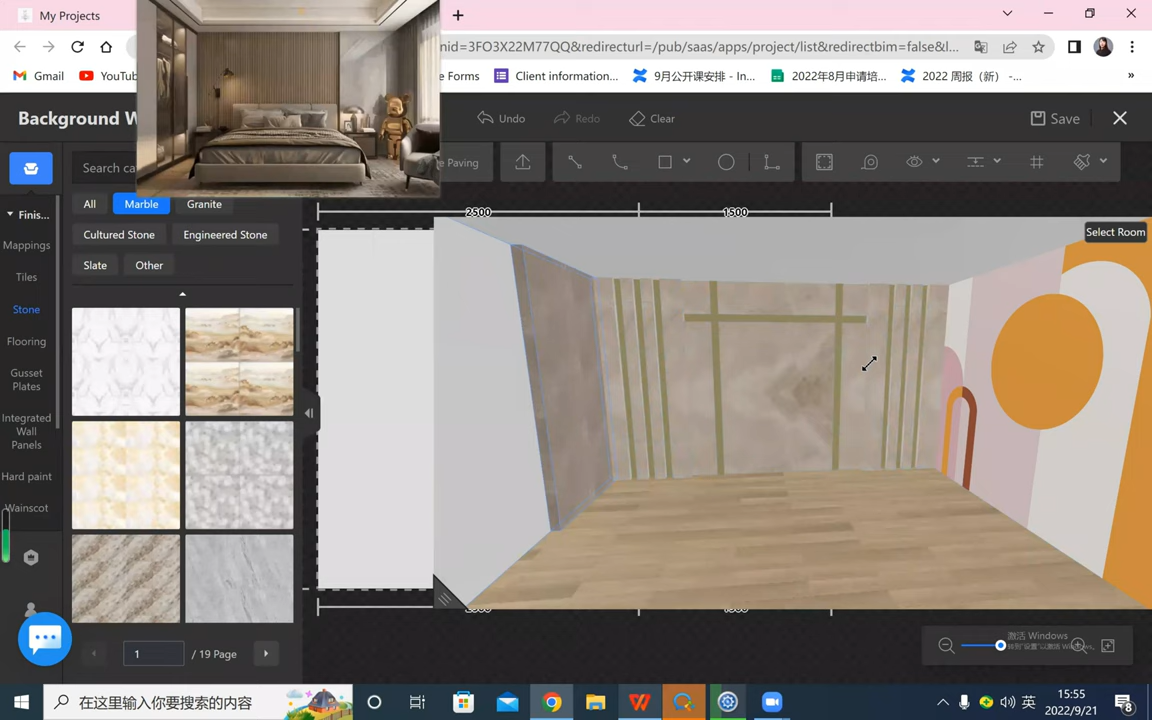 My Projects
nid=3FO3X22M77QQ&redirecturl=/pub/saas/apps/project/list&redirectbim=false&l...
Gmail
Forms
Client information...
9月公开课安排 - In...
2022年8月申请培...
2022 周报（新） -...
»
Background W
Undo
Redo
Clear
Save
Search ca
e Paving
All
Marble
Granite
Cultured Stone
Engineered Stone
Slate
Other
Finis...
Mappings
Tiles
Stone
Flooring
Gusset
Plates
Integrated
Wall
Panels
Hard paint
Wainscot
1
/ 19 Page
2500
1500
Select Room
激活 Windows
在这里输入你要搜索的内容
英
15:55
2022/9/21
8